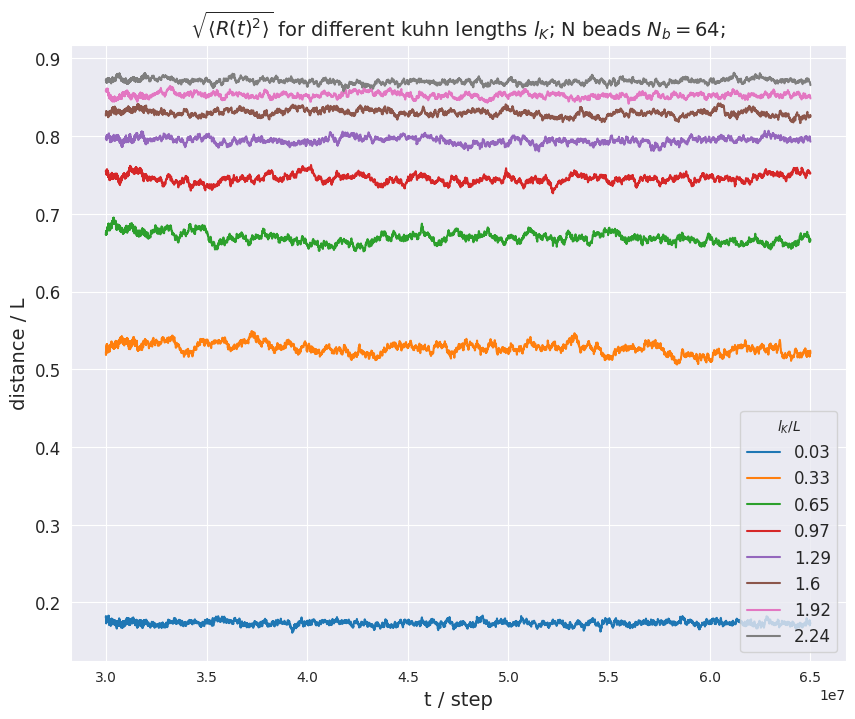 √⟨R(t)²⟩ for different kuhn lengths l_K; N beads N_b = 64;
distance / L
0.9
0.8
0.7
0.6
0.5
0.4
0.3
0.2
l_K/L
0.03
0.33
0.65
0.97
1.29
1.6
1.92
2.24
3.0 3.5 4.0 4.5 5.0 5.5 6.0 6.5
1e7
t / step